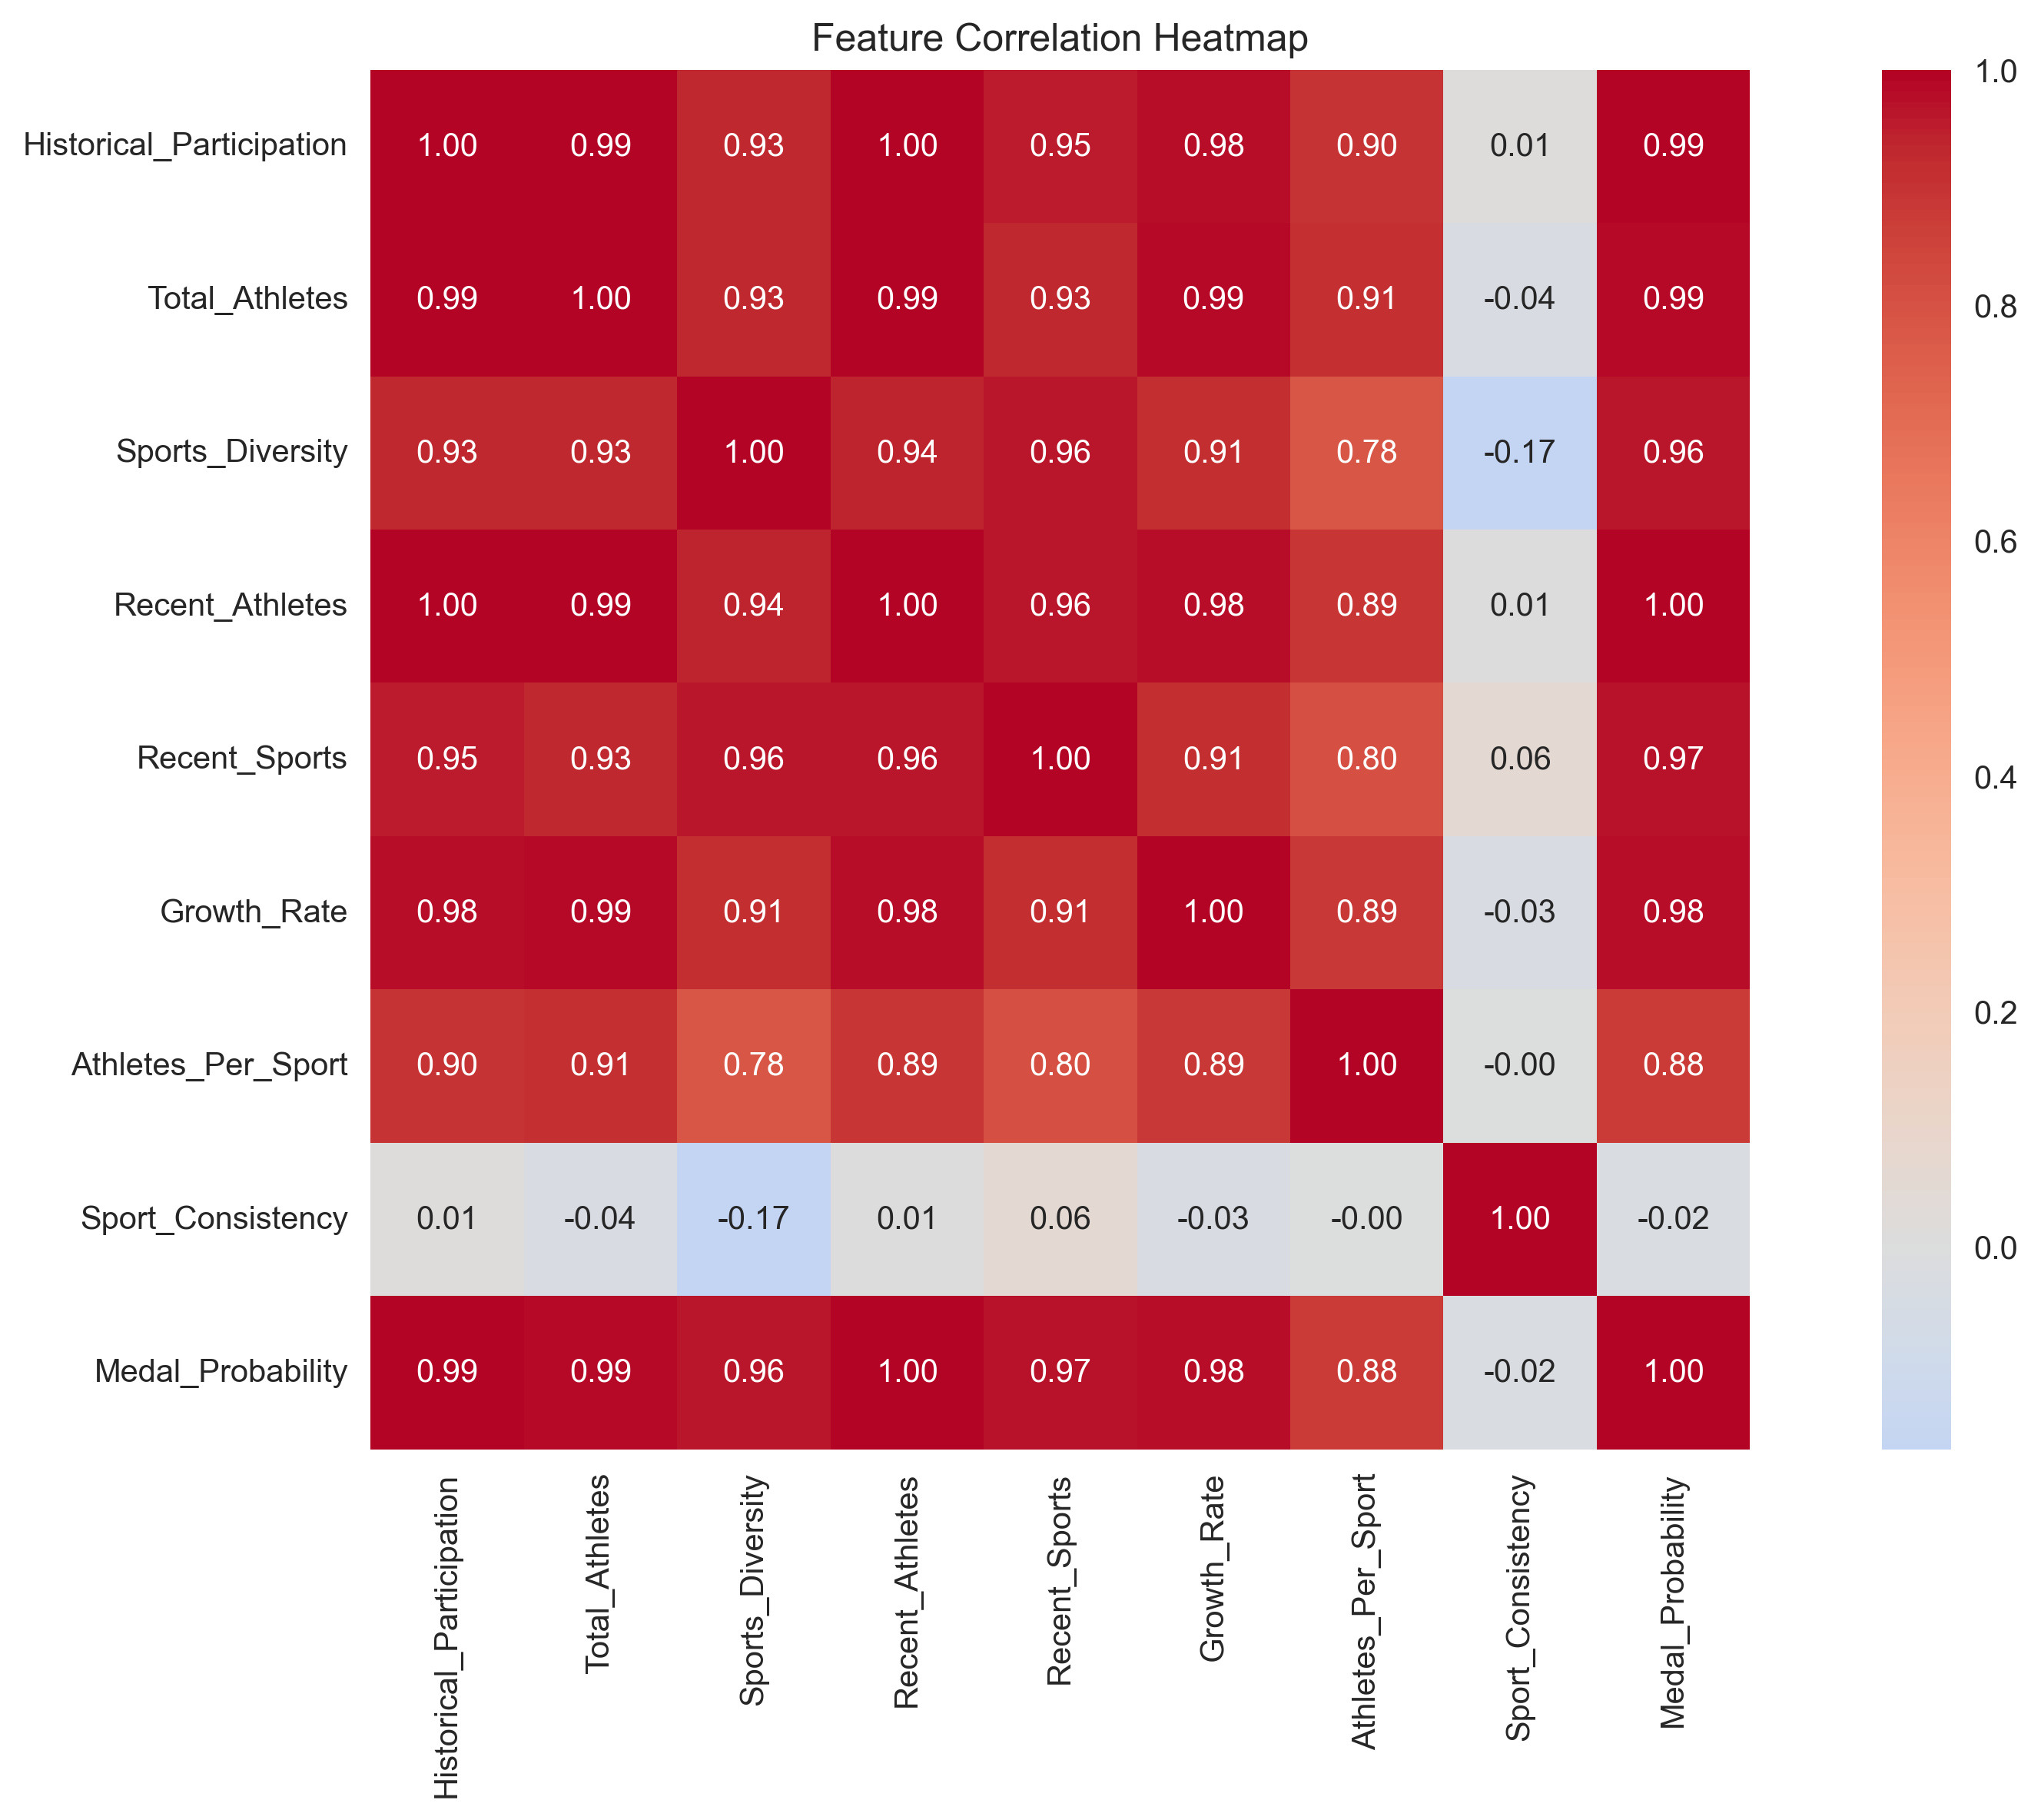 Feature Correlation Heatmap
Historical_Participation 1.00 0.99 0.93 1.00 0.95 0.98 0.90 0.01 0.99
Total_Athletes 0.99 1.00 0.93 0.99 0.93 0.99 0.91 -0.04 0.99
Sports_Diversity 0.93 0.93 1.00 0.94 0.96 0.91 0.78 -0.17 0.96
Recent_Athletes 1.00 0.99 0.94 1.00 0.96 0.98 0.89 0.01 1.00
Recent_Sports 0.95 0.93 0.96 0.96 1.00 0.91 0.80 0.06 0.97
Growth_Rate 0.98 0.99 0.91 0.98 0.91 1.00 0.89 -0.03 0.98
Athletes_Per_Sport 0.90 0.91 0.78 0.89 0.80 0.89 1.00 -0.00 0.88
Sport_Consistency 0.01 -0.04 -0.17 0.01 0.06 -0.03 -0.00 1.00 -0.02
Medal_Probability 0.99 0.99 0.96 1.00 0.97 0.98 0.88 -0.02 1.00
Historical_Participation
Total_Athletes
Sports_Diversity
Recent_Athletes
Recent_Sports
Growth_Rate
Athletes_Per_Sport
Sport_Consistency
Medal_Probability
1.0
0.8
0.6
0.4
0.2
0.0